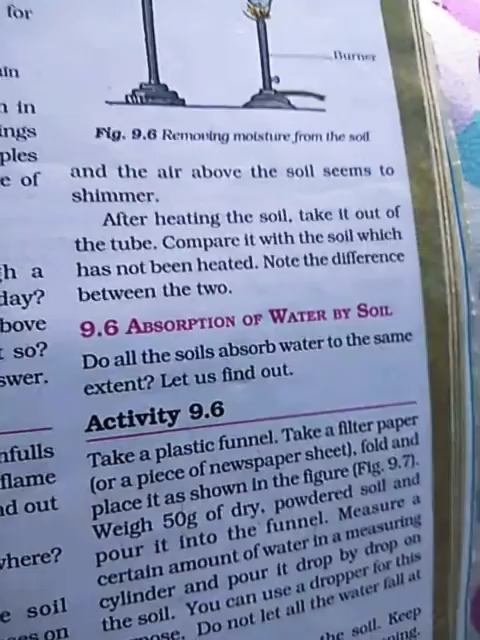 for
in
ings
ples
e of
h a
day?
bove
t so?
swer.
nfulls
flame
nd out
where?
e soil
Burner
Fig. 9.6 Removing moisture from the soil
and the air above the soil seems to
shimmer.
After heating the soil, take it out of
the tube. Compare it with the soil which
has not been heated. Note the difference
between the two.
9.6 ABSORPTION OF WATER BY SOIL
Do all the soils absorb water to the same
extent? Let us find out.
Activity 9.6
Take a plastic funnel. Take a filter paper
(or a piece of newspaper sheet), fold and
place it as shown in the figure (Fig. 9.7).
Weigh 50g of dry, powdered soil and
pour it into the funnel. Measure a
certain amount of water in a measuring
cylinder and pour it drop by drop on
the soil. You can use a dropper for this
Do not let all the water fall at
the soil. Keep